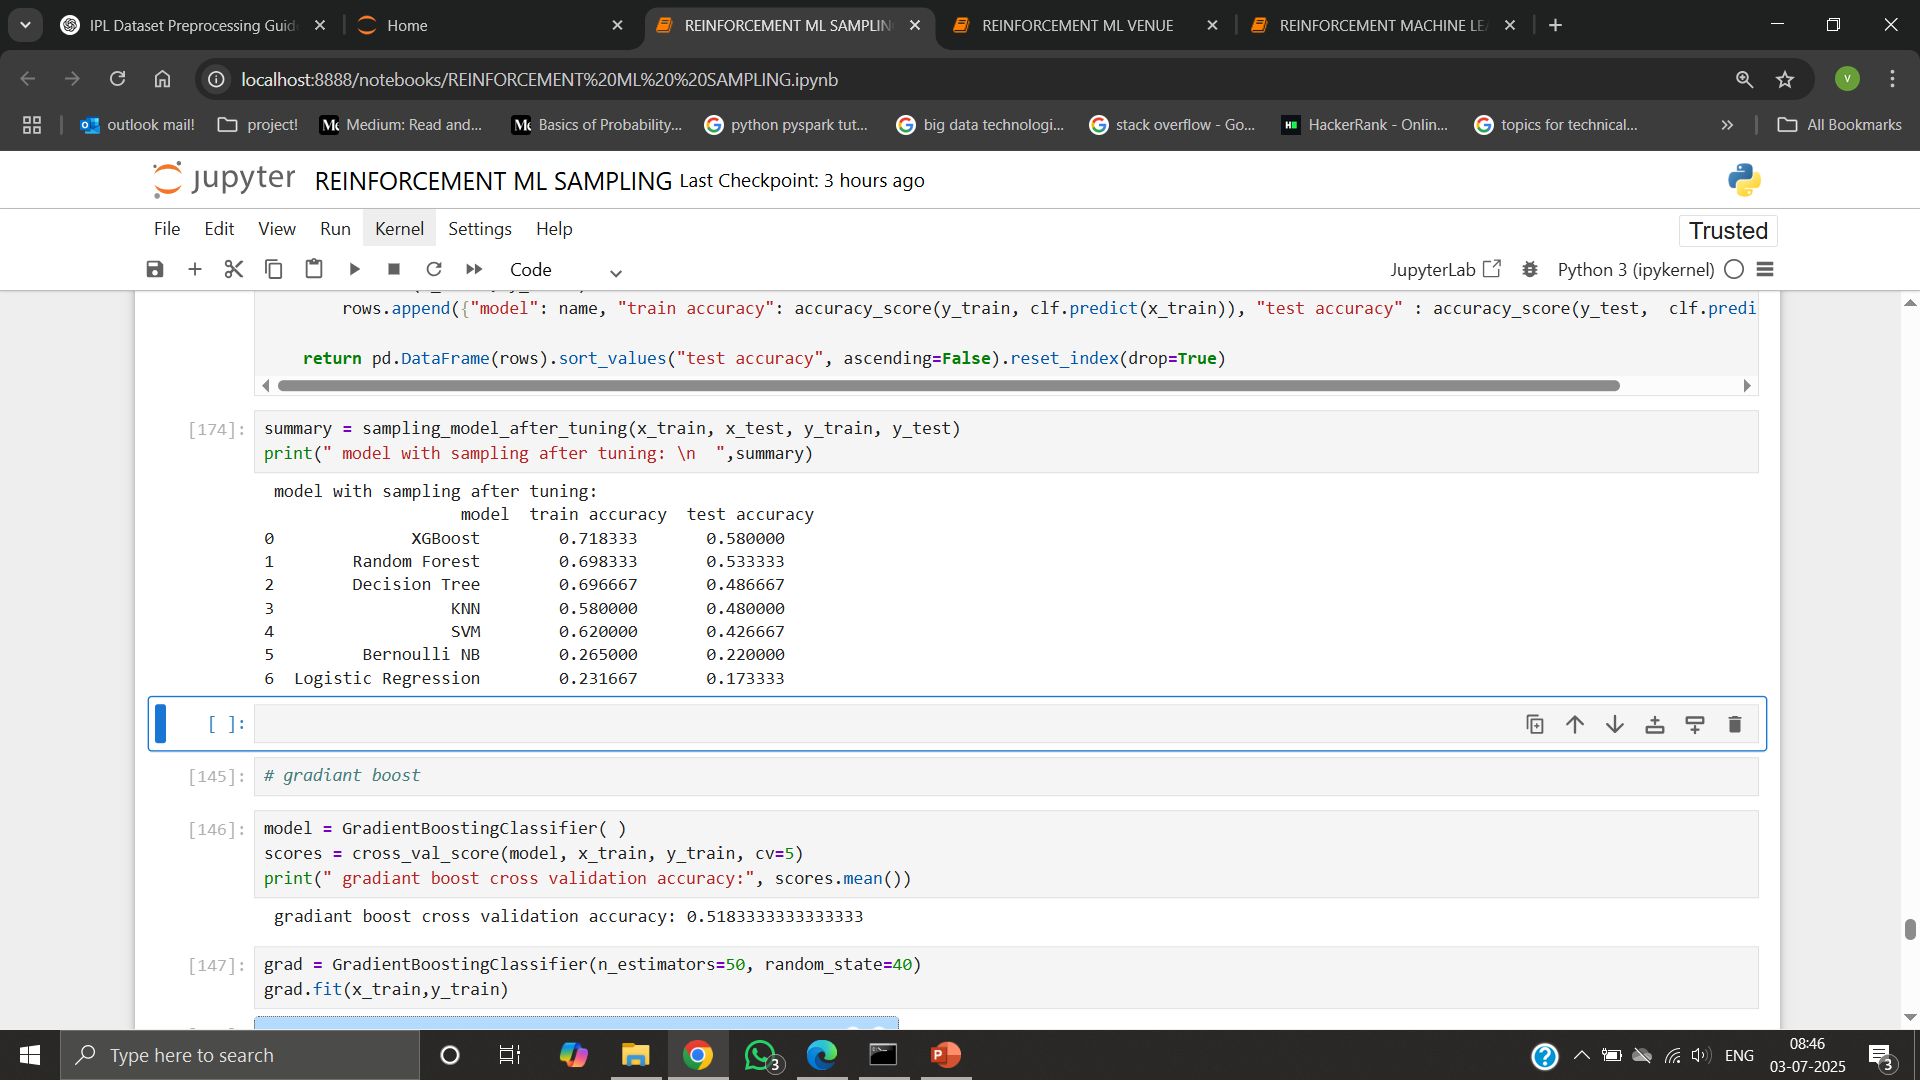 IPL Dataset Preprocessing Guid
Home
REINFORCEMENT ML SAMPLIN
REINFORCEMENT ML VENUE
REINFORCEMENT MACHINE LE
localhost:8888/notebooks/REINFORCEMENT%20ML%20%20SAMPLING.ipynb
V
outlook mail!
project!
Medium: Read and...
Basics of Probability...
python pyspark tut...
big data technologi...
stack overflow - Go...
HackerRank - Onlin...
topics for technical...
All Bookmarks
jupyter REINFORCEMENT ML SAMPLING Last Checkpoint: 3 hours ago
File Edit View Run Kernel Settings Help
Trusted
Code
JupyterLab
Python 3 (ipykernel)
rows.append({"model": name, "train accuracy": accuracy_score(y_train, clf.predict(x_train)), "test accuracy" : accuracy_score(y_test,  clf.predi
return pd.DataFrame(rows).sort_values("test accuracy", ascending=False).reset_index(drop=True)
[174]: summary = sampling_model_after_tuning(x_train, x_test, y_train, y_test)
print(" model with sampling after tuning: \n  ",summary)
model with sampling after tuning:
model train accuracy test accuracy
0 XGBoost 0.718333 0.580000
1 Random Forest 0.698333 0.533333
2 Decision Tree 0.696667 0.486667
3 KNN 0.580000 0.480000
4 SVM 0.620000 0.426667
5 Bernoulli NB 0.265000 0.220000
6 Logistic Regression 0.231667 0.173333
[ ]:
[145]: # gradiant boost
[146]: model = GradientBoostingClassifier( )
scores = cross_val_score(model, x_train, y_train, cv=5)
print(" gradiant boost cross validation accuracy:", scores.mean())
gradiant boost cross validation accuracy: 0.5183333333333333
[147]: grad = GradientBoostingClassifier(n_estimators=50, random_state=40)
grad.fit(x_train,y_train)
Type here to search
3
P
ENG
08:46
03-07-2025
3